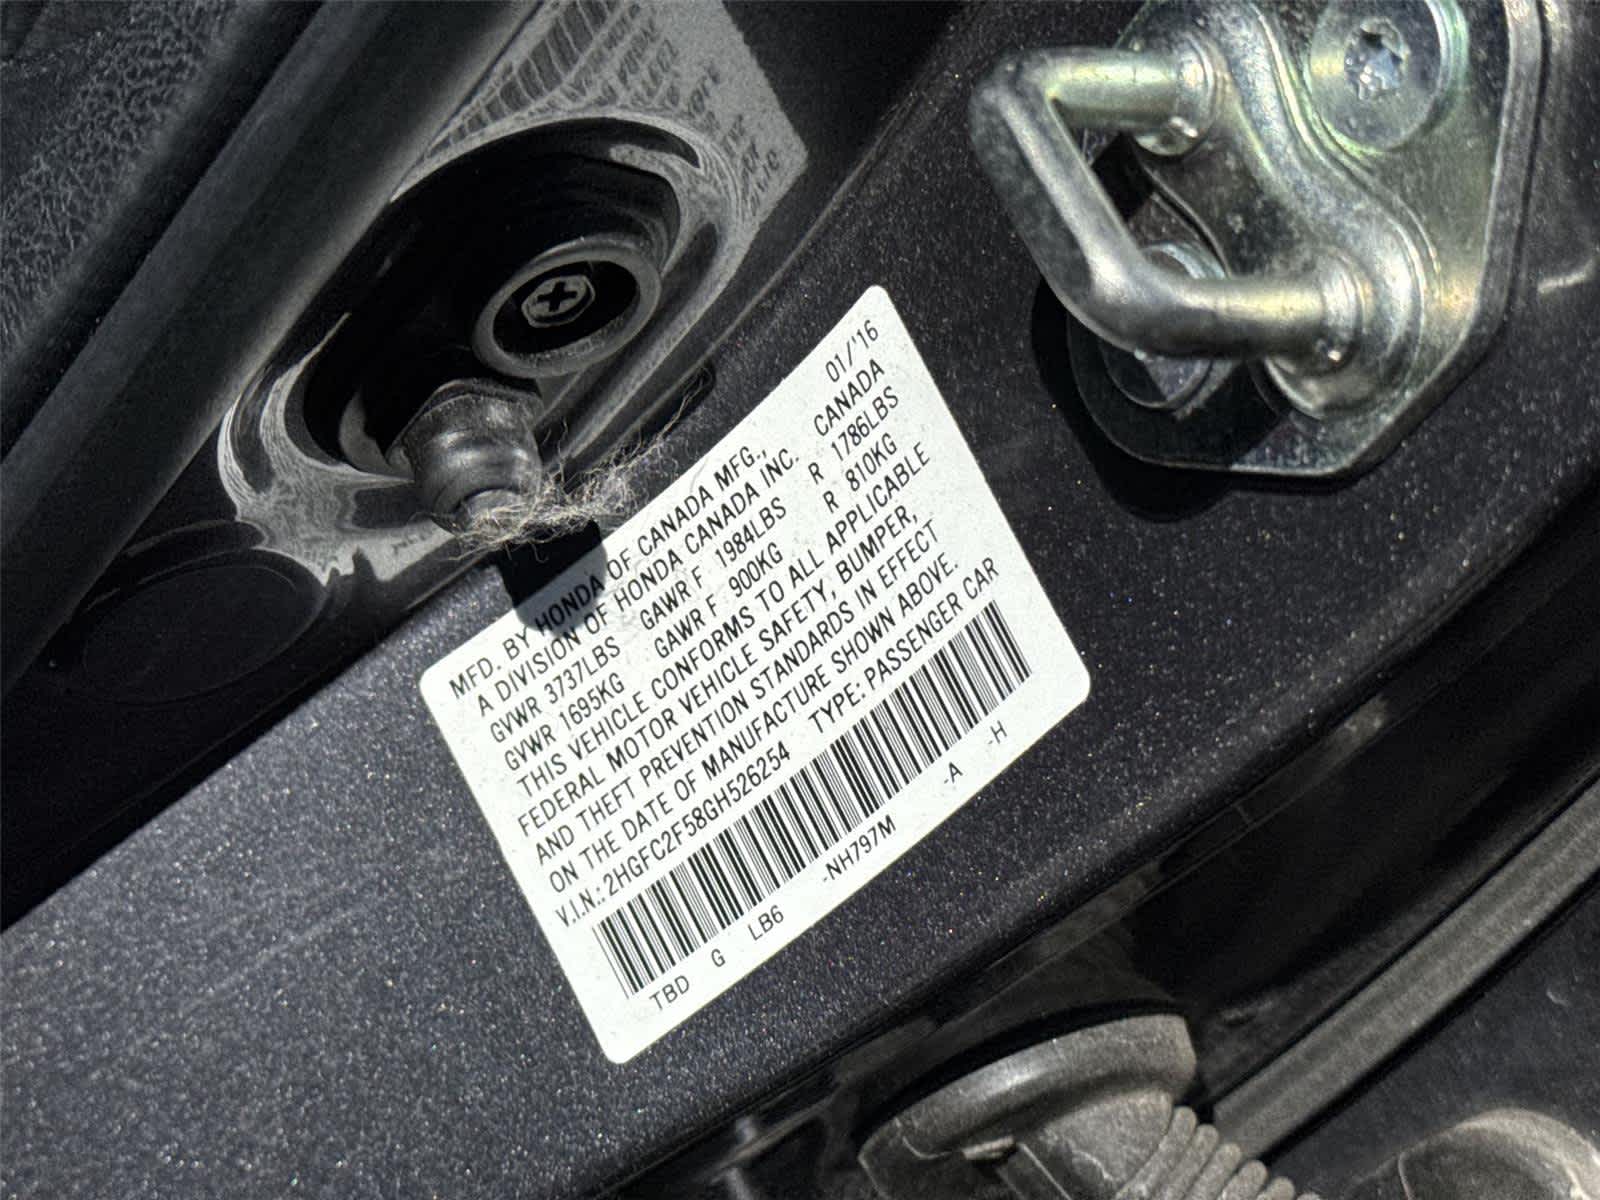 MFD. BY HONDA OF CANADA MFG., 01/'16
A DIVISION OF HONDA CANADA INC. CANADA
GVWR 3737LBS GAWR F 1984LBS R 1786LBS
GVWR 1695KG GAWR F 900KG R 810KG
THIS VEHICLE CONFORMS TO ALL APPLICABLE
FEDERAL MOTOR VEHICLE SAFETY, BUMPER,
AND THEFT PREVENTION STANDARDS IN EFFECT
ON THE DATE OF MANUFACTURE SHOWN ABOVE.
V.I.N.: 2HGFC2F58GH526254 TYPE: PASSENGER CAR
TBD G LB6 -NH797M -A -H